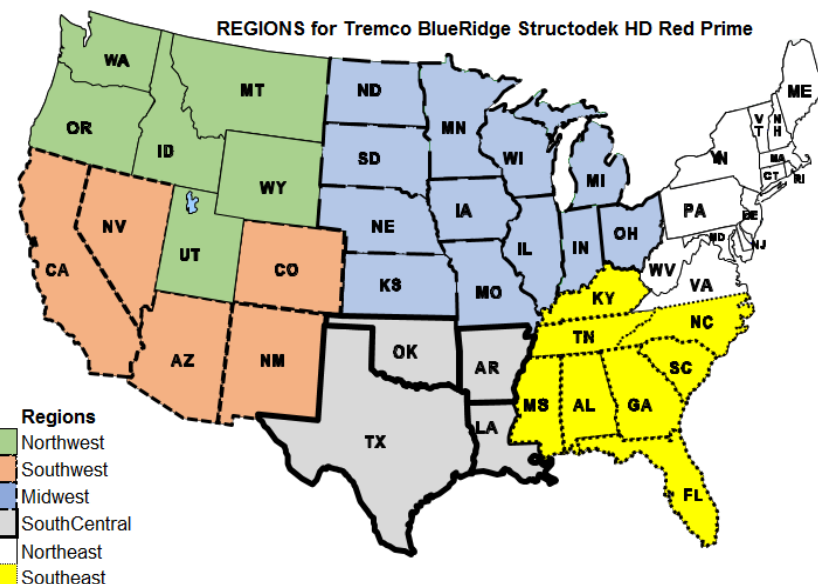 REGIONS for Tremco BlueRidge Structodek HD Red Prime
WA
MT
ND
MN
ME
OR
ID
SD
WI
MI
VT
NH
YN
MA
CT
RI
WY
NE
IA
PA
DE
NV
UT
CO
IL
IN
OH
MD
NJ
CA
KS
MO
WV
VA
KY
AZ
NM
OK
AR
TN
NC
SC
TX
LA
MS
AL
GA
FL
Regions
Northwest
Southwest
Midwest
SouthCentral
Northeast
Southeast